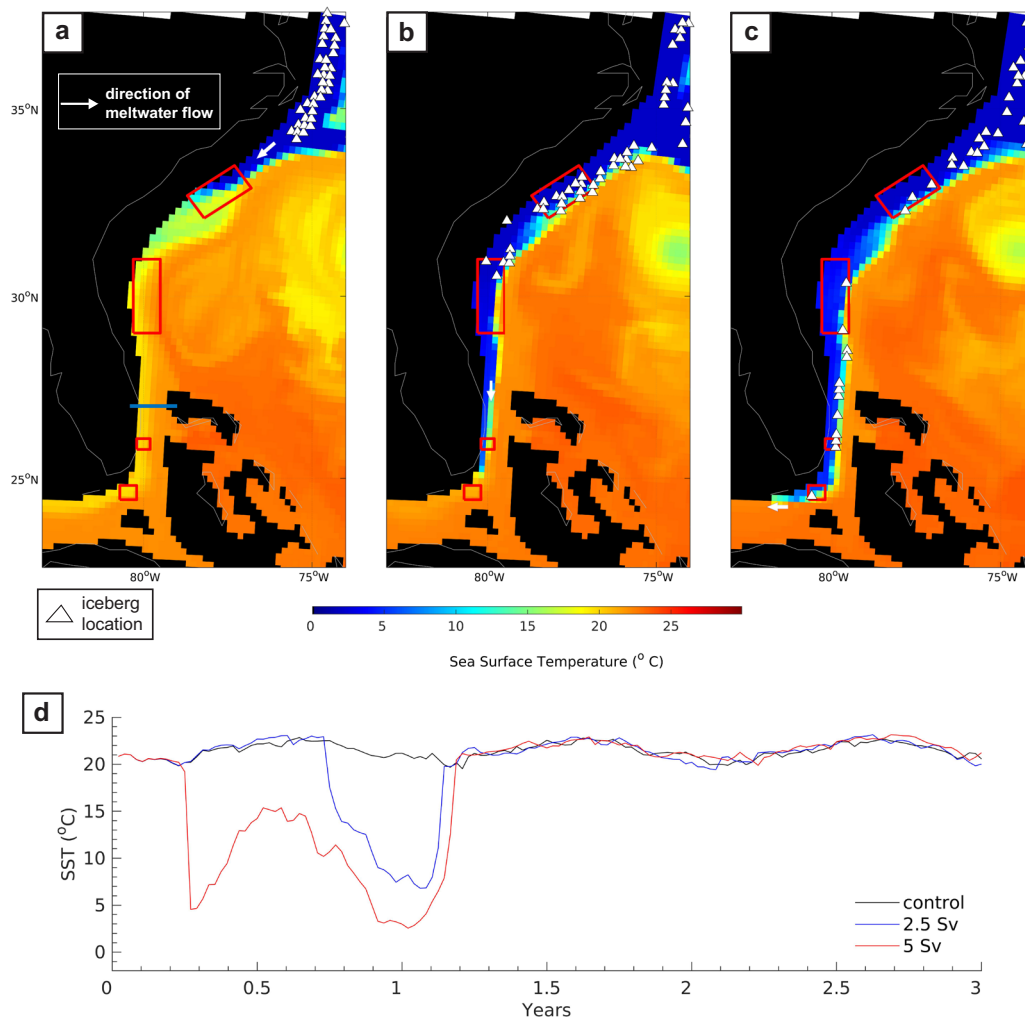 a
b
c
direction of
meltwater flow
35°N
30°N
25°N
80°W
75°W
80°W
75°W
80°W
75°W
iceberg
location
0
5
10
15
20
25
Sea Surface Temperature (° C)
d
25
20
15
10
5
0
SST (°C)
control
2.5 Sv
5 Sv
0
0.5
1
1.5
2
2.5
3
Years